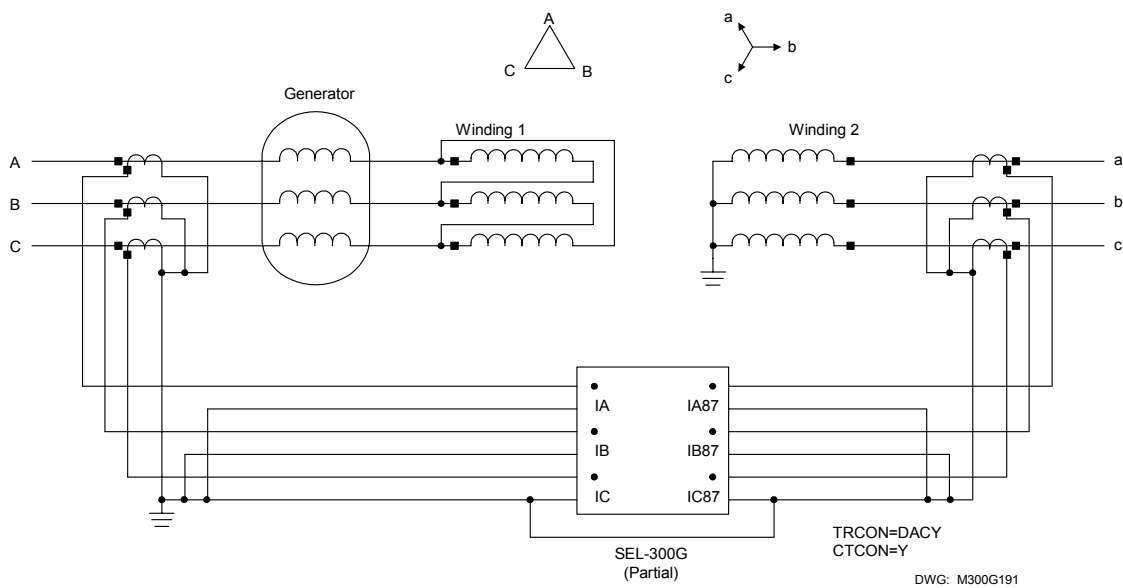 A
C B
a
b
c
Generator
Winding 1 Winding 2
A a
B b
C c
IA IA87
IB IB87
IC IC87
SEL-300G
(Partial)
TRCON=DACY
CTCON=Y
DWG: M300G191